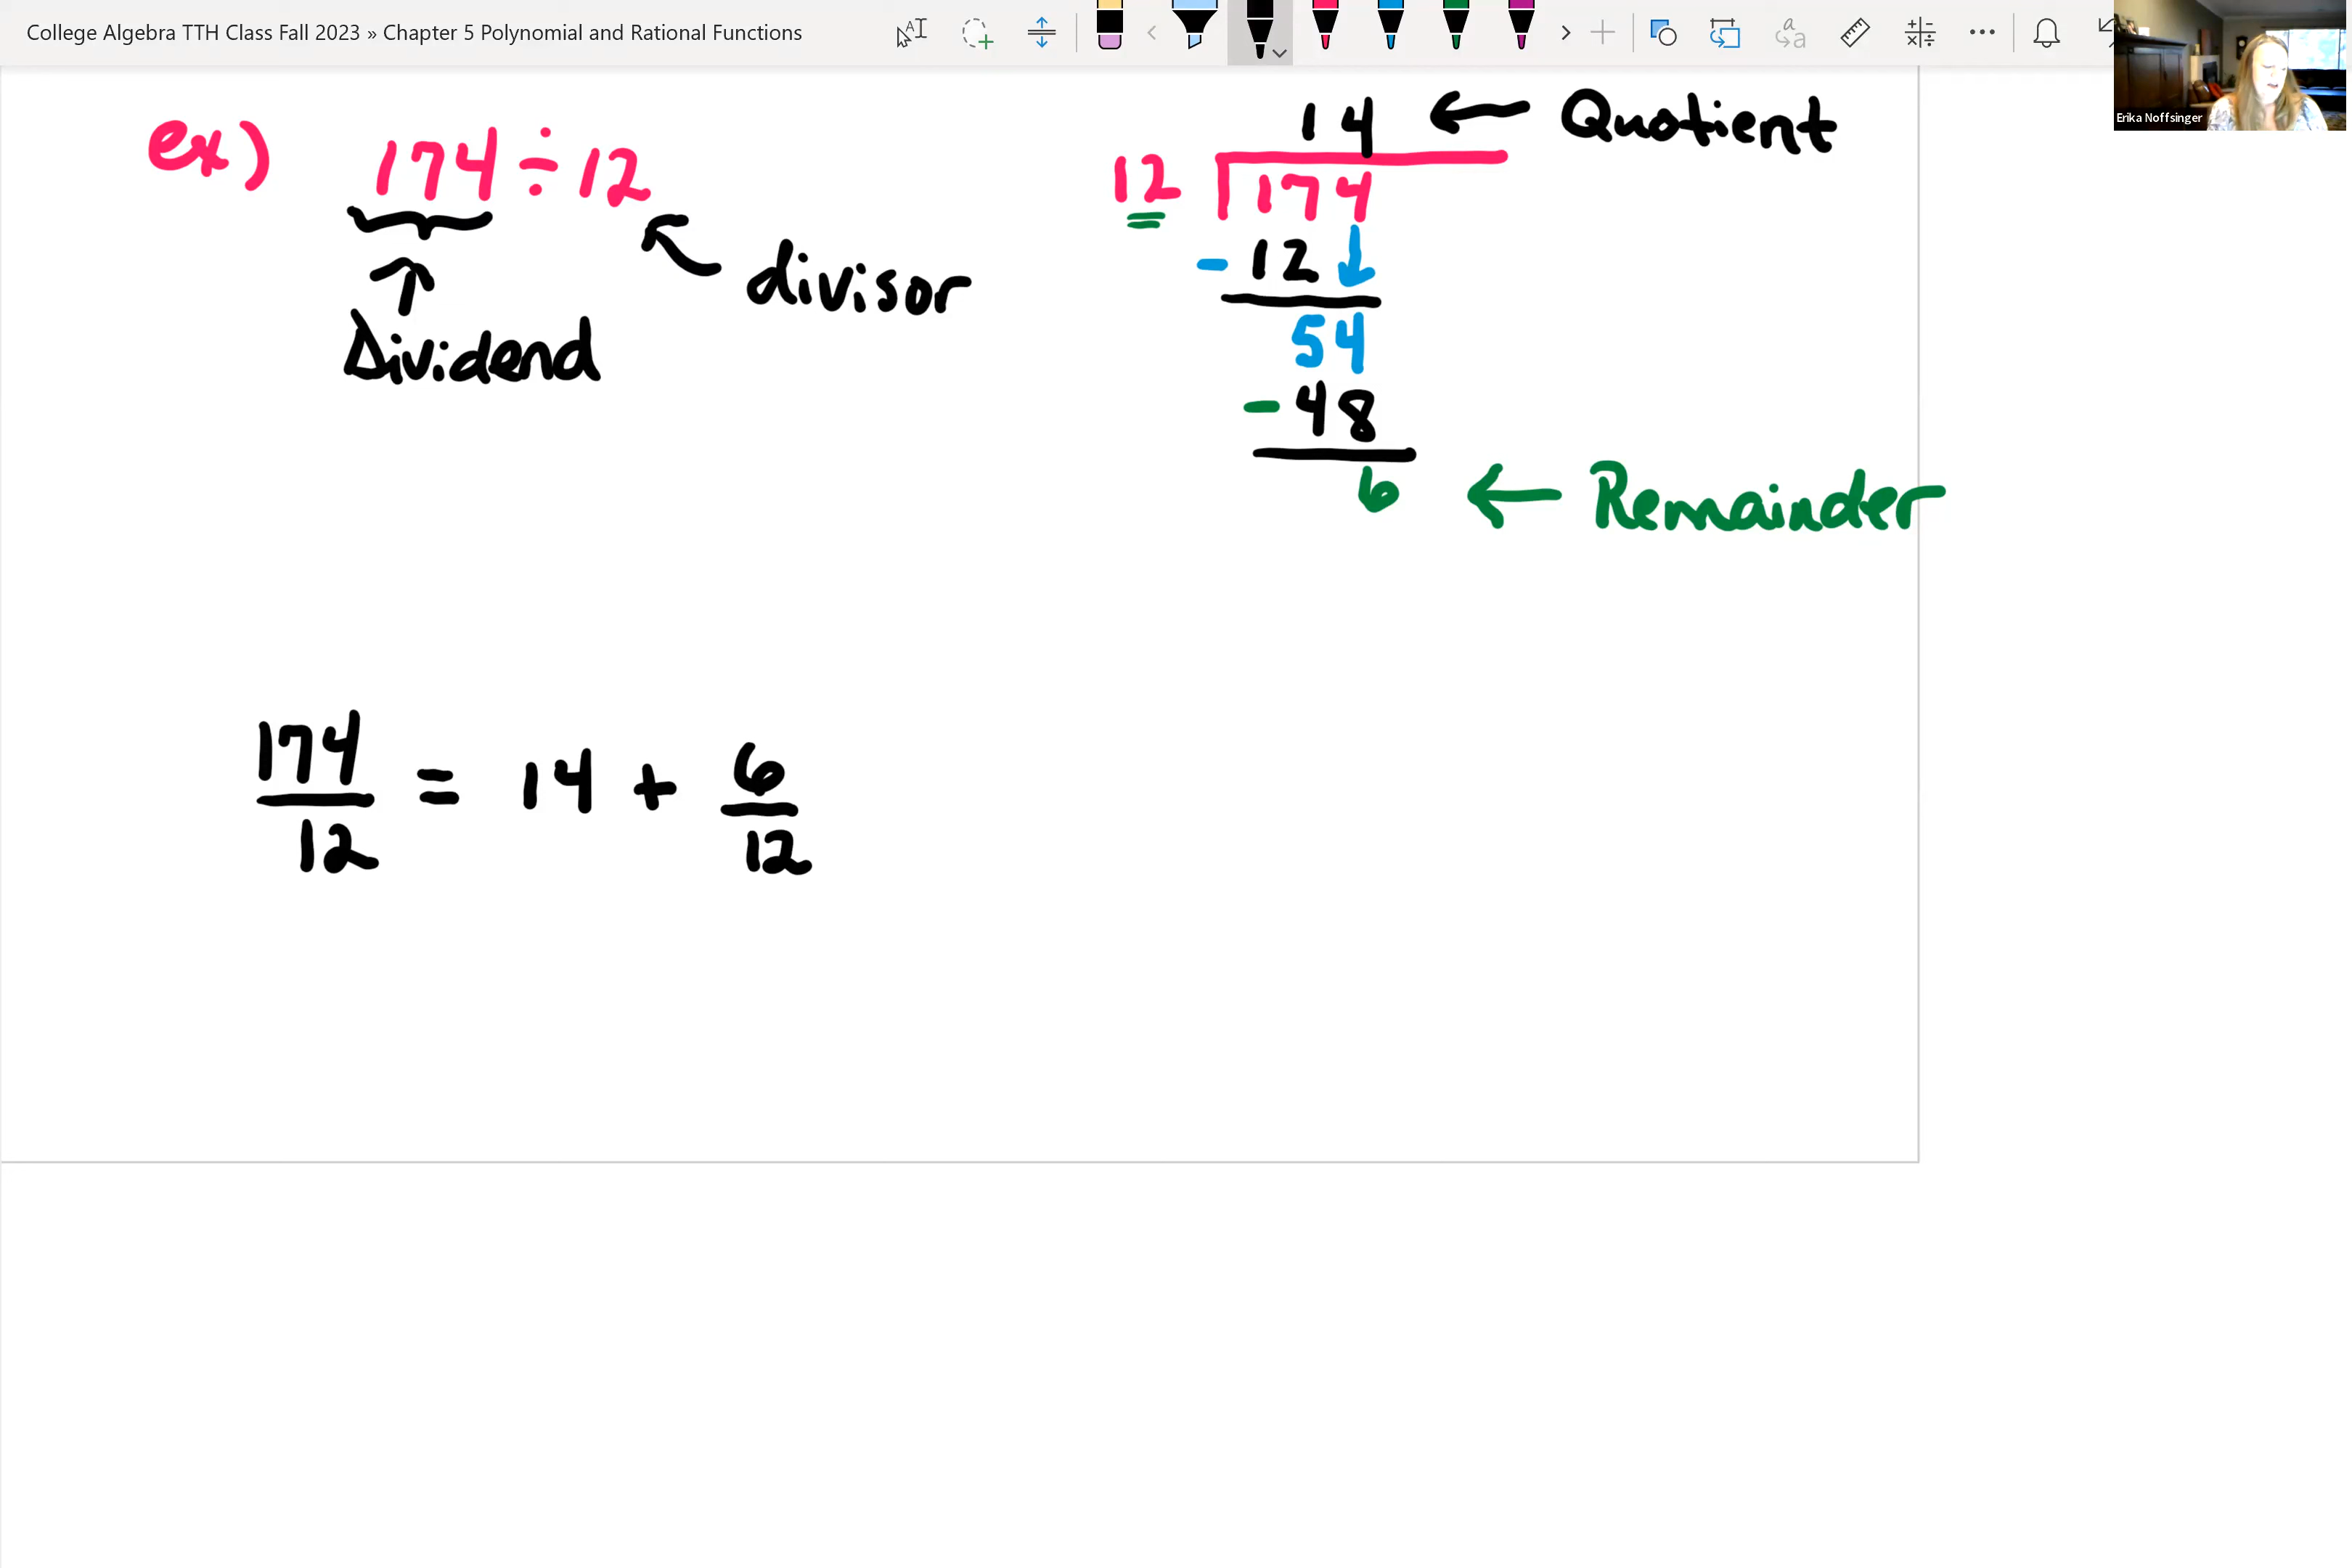 College Algebra TTH Class Fall 2023 » Chapter 5 Polynomial and Rational Functions
Erika Noffsinger
ex) 174 ÷ 12
divisor
Dividend
14 ← Quotient
12 174
- 12 ↓
54
- 48
6 ← Remainder
174/12 = 14 + 6/12